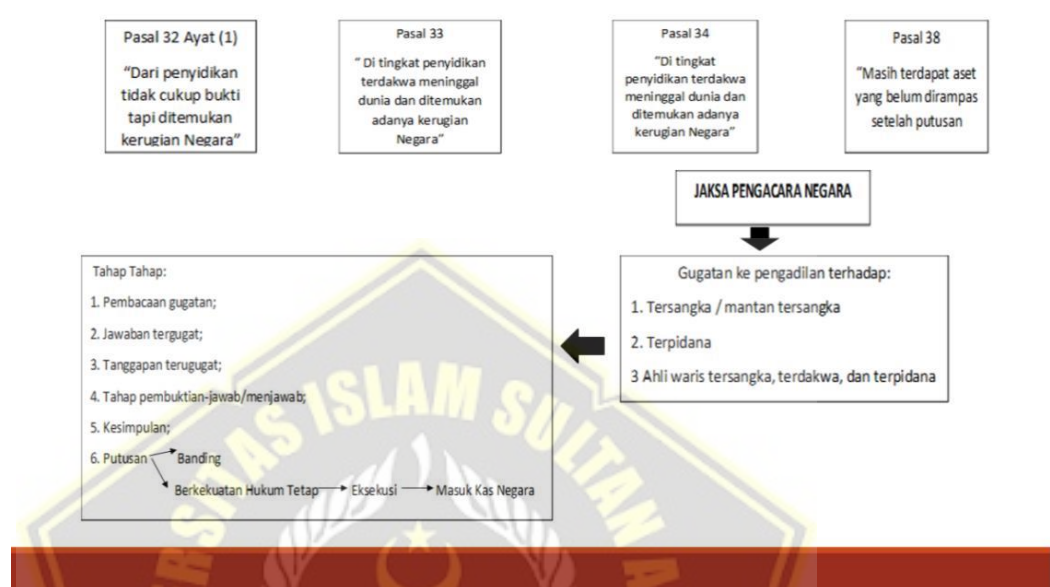 Pasal 32 Ayat (1)
“Dari penyidikan
tidak cukup bukti
tapi ditemukan
kerugian Negara”
Pasal 33
“ Di tingkat penyidikan
terdakwa meninggal
dunia dan ditemukan
adanya kerugian
Negara”
Pasal 34
“Di tingkat
penyidikan terdakwa
meninggal dunia dan
ditemukan adanya
kerugian Negara”
Pasal 38
“Masih terdapat aset
yang belum dirampas
setelah putusan
JAKSA PENGACARA NEGARA
Gugatan ke pengadilan terhadap:
1. Tersangka / mantan tersangka
2. Terpidana
3 Ahli waris tersangka, terdakwa, dan terpidana
Tahap Tahap:
1. Pembacaan gugatan;
2. Jawaban tergugat;
3. Tanggapan terugugat;
4. Tahap pembuktian-jawab/menjawab;
5. Kesimpulan;
6. Putusan Banding
Berkekuatan Hukum Tetap Eksekusi Masuk Kas Negara
ISLAM SULTAN